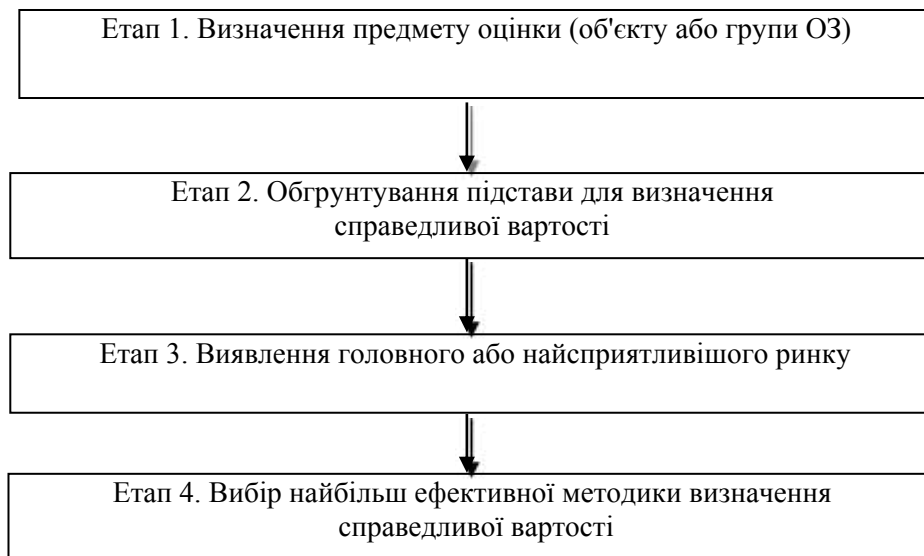 Етап 1. Визначення предмету оцінки (об'єкту або групи ОЗ)
Етап 2. Обгрунтування підстави для визначення
справедливої вартості
Етап 3. Виявлення головного або найсприятливішого ринку
Етап 4. Вибір найбільш ефективної методики визначення
справедливої вартості